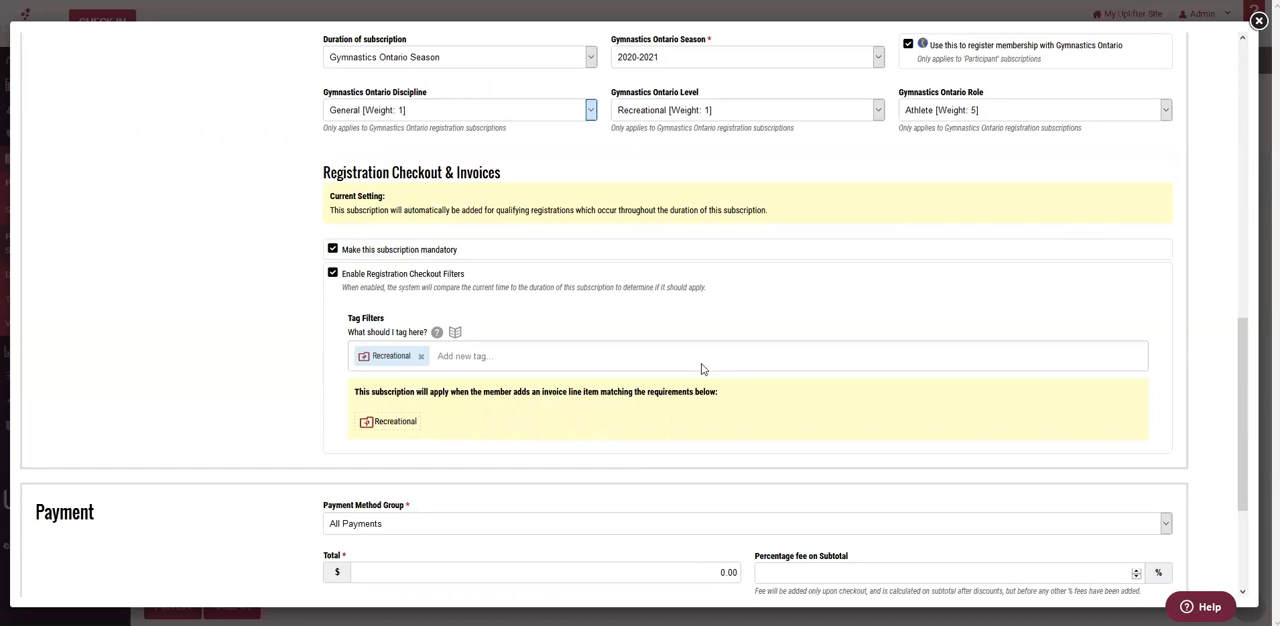 CHECK IN
My Uplifter Site
Admin
Duration of subscription
Gymnastics Ontario Season *
Gymnastics Ontario Season
2020-2021
Use this to register membership with Gymnastics Ontario
Only applies to 'Participant' subscriptions
Gymnastics Ontario Discipline
Gymnastics Ontario Level
Gymnastics Ontario Role
General [Weight: 1]
Recreational [Weight: 1]
Athlete [Weight: 5]
Only applies to Gymnastics Ontario registration subscriptions
Only applies to Gymnastics Ontario registration subscriptions
Only applies to Gymnastics Ontario registration subscriptions
Registration Checkout & Invoices
Current Setting:
This subscription will automatically be added for qualifying registrations which occur throughout the duration of this subscription.
Make this subscription mandatory
Enable Registration Checkout Filters
When enabled, the system will compare the current time to the duration of this subscription to determine if it should apply.
Tag Filters
What should I tag here?
Recreational × Add new tag...
This subscription will apply when the member adds an invoice line item matching the requirements below:
Recreational
Payment
Payment Method Group *
All Payments
Total *
Percentage fee on Subtotal
$ 0.00
%
Fee will be added only upon checkout, and is calculated on subtotal after discounts, but before any other % fees have been added.
Help